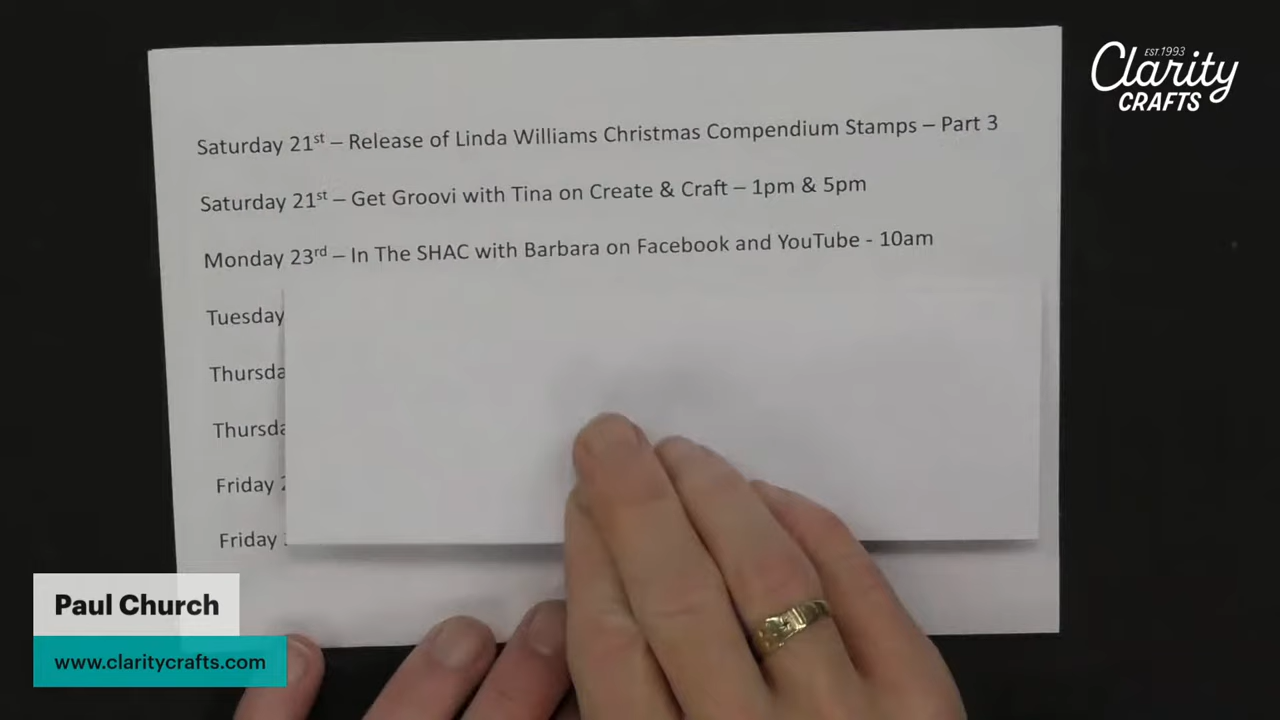 EST.1993
Clarity
CRAFTS
Saturday 21st – Release of Linda Williams Christmas Compendium Stamps – Part 3
Saturday 21st – Get Groovi with Tina on Create & Craft – 1pm & 5pm
Monday 23rd – In The SHAC with Barbara on Facebook and YouTube - 10am
Tuesday
Thursda
Thursda
Friday
Friday
Paul Church
www.claritycrafts.com